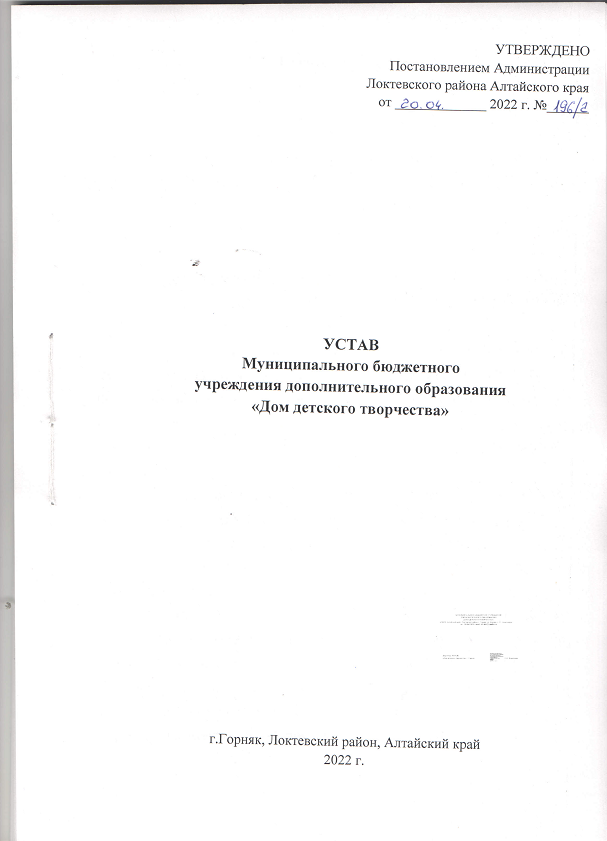 УТВЕРЖДЕНО
Постановлением Администрации
Локтевского района Алтайского края
от 20.04. 2022 г. № 196/2
УСТАВ
Муниципального бюджетного
учреждения дополнительного образования
«Дом детского творчества»
г.Горняк, Локтевский район, Алтайский край
2022 г.